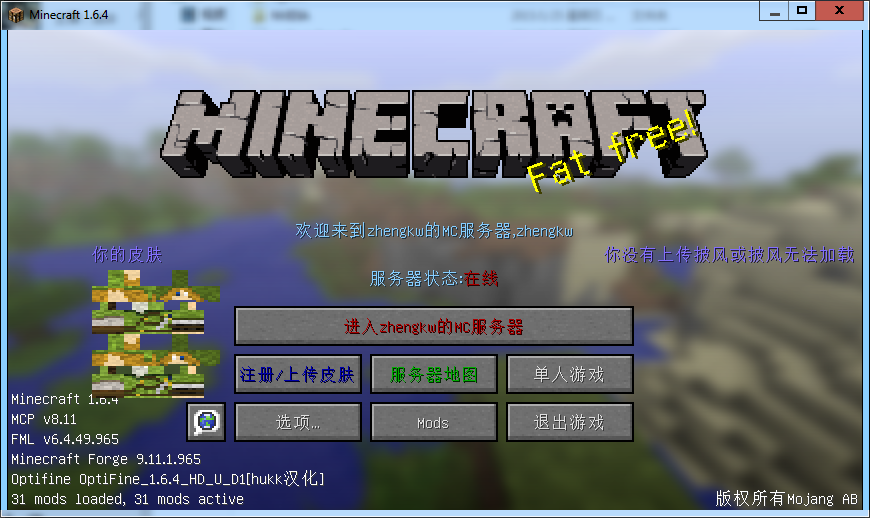 Minecraft 1.6.4
MINECRAFT
Fat free!
欢迎来到zhengkw的MC服务器,zhengkw
你的皮肤
你没有上传披风或披风无法加载
服务器状态:在线
进入zhengkw的MC服务器
注册/上传皮肤
服务器地图
单人游戏
选项...
Mods
退出游戏
Minecraft 1.6.4
MCP v8.11
FML v6.4.49.965
Minecraft Forge 9.11.1.965
Optifine OptiFine_1.6.4_HD_U_D1[hukk汉化]
31 mods loaded, 31 mods active
版权所有Mojang AB